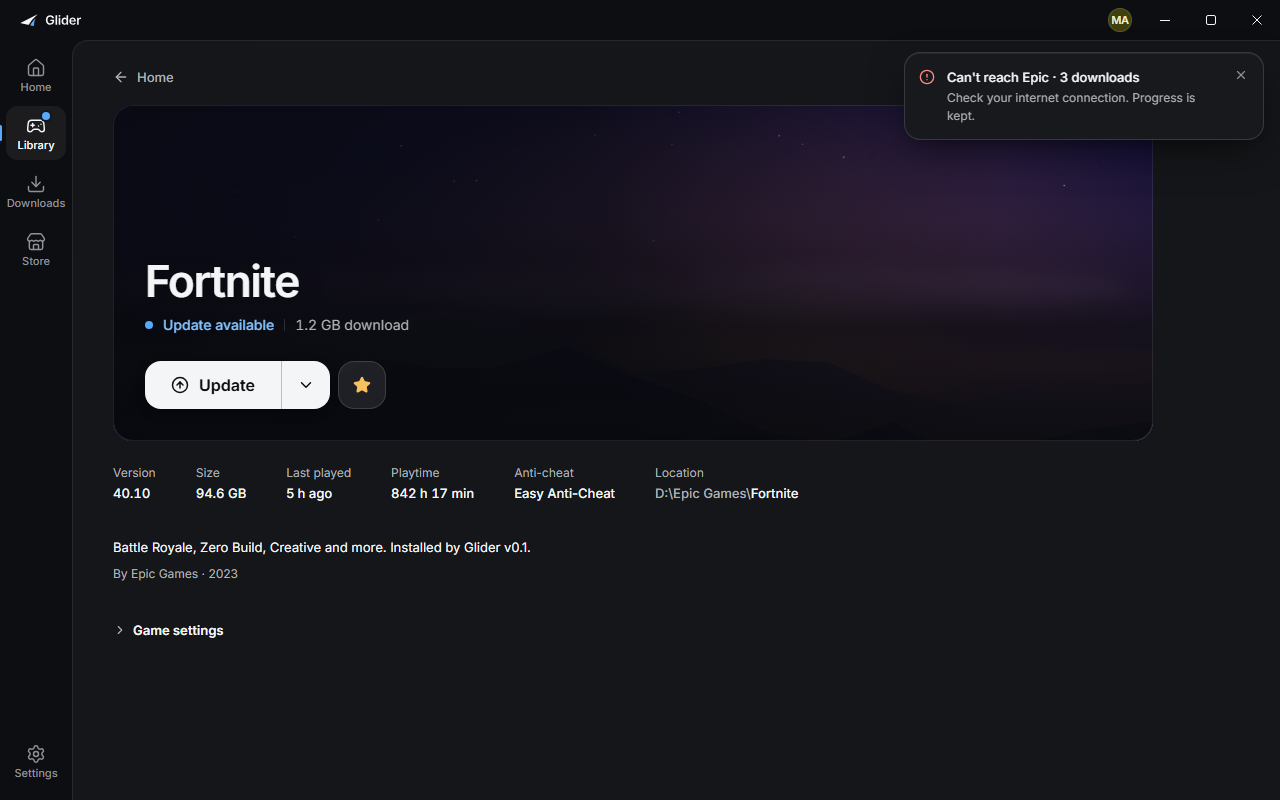 Glider
MA
Home
Library
Downloads
Store
Settings
Home
Can't reach Epic · 3 downloads
Check your internet connection. Progress is
kept.
Fortnite
Update available
1.2 GB download
Update
Version
40.10
Size
94.6 GB
Last played
5 h ago
Playtime
842 h 17 min
Anti-cheat
Easy Anti-Cheat
Location
D:\Epic Games\Fortnite
Battle Royale, Zero Build, Creative and more. Installed by Glider v0.1.
By Epic Games · 2023
Game settings